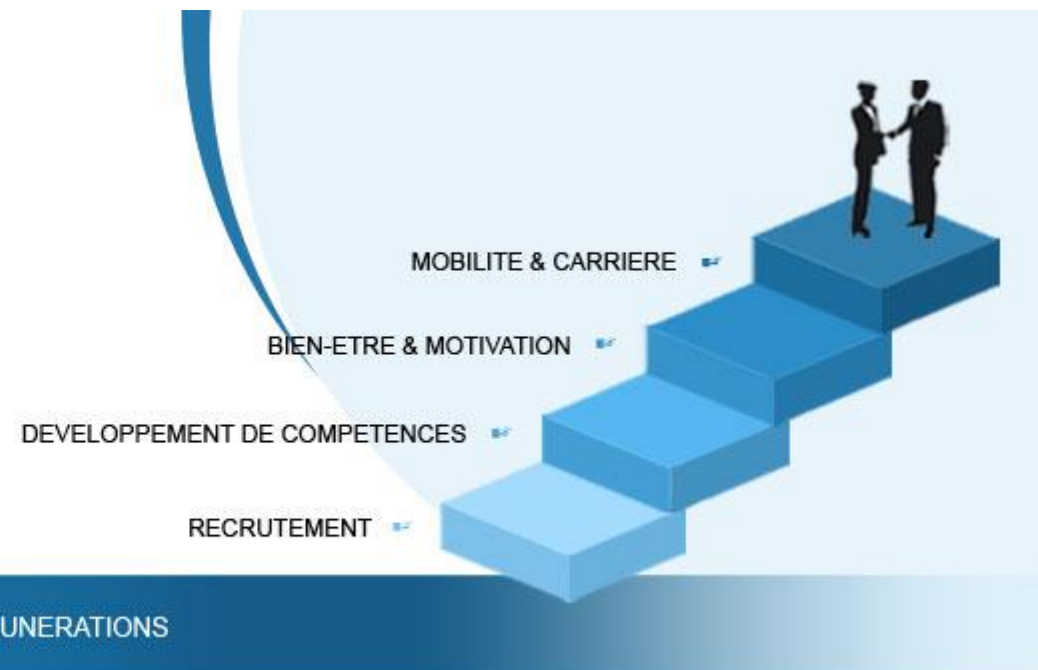 MOBILITE & CARRIERE
BIEN-ETRE & MOTIVATION
DEVELOPPEMENT DE COMPETENCES
RECRUTEMENT
UNERATIONS